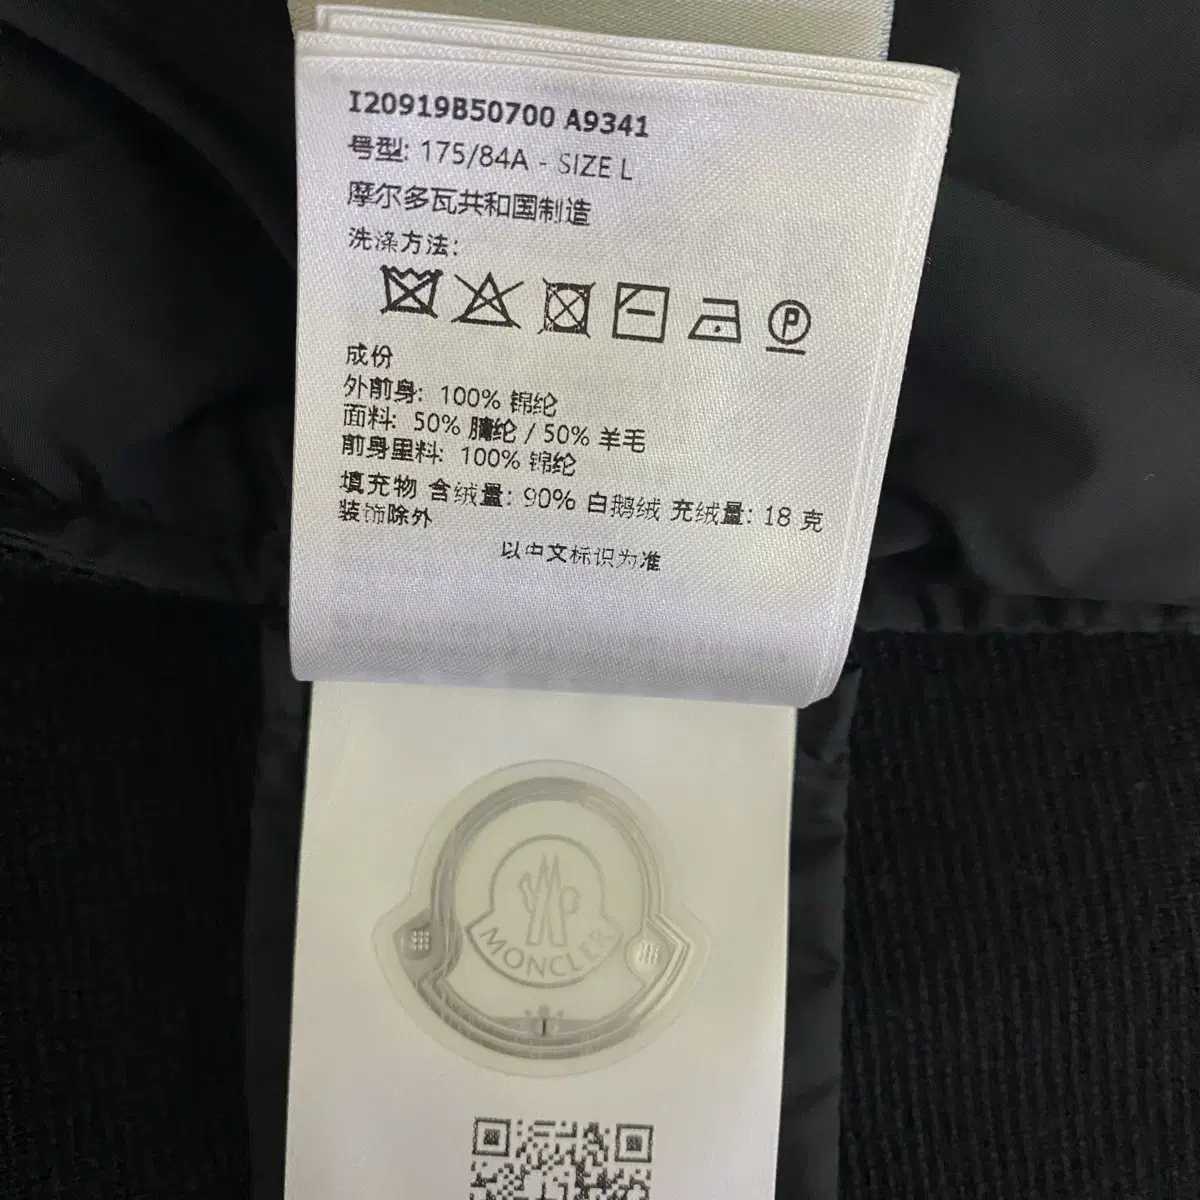 I20919B50700 A9341
号型: 175/84A - SIZE L
摩尔多瓦共和国制造
洗涤方法:
P
成份
外前身: 100% 锦纶
面料: 50% 腈纶 / 50% 羊毛
前身里料: 100% 锦纶
填充物 含绒量: 90% 白鹅绒 充绒量: 18 克
装饰除外
以中文标识为准
MONCLER